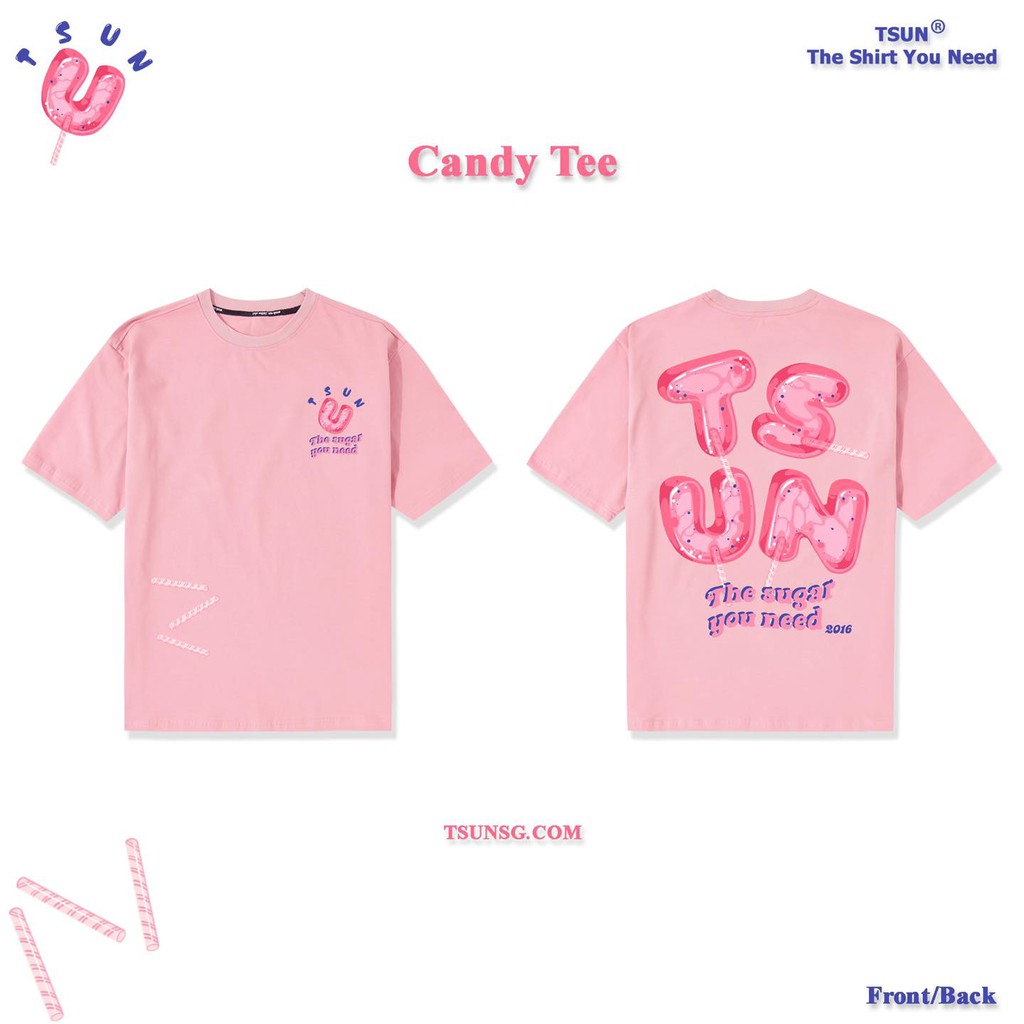 TSUN
U
TSUN®
The Shirt You Need
Candy Tee
TSUN
U
The sugar
you need
TS
UN
The sugar
you need 2016
TSUNSG.COM
Front/Back